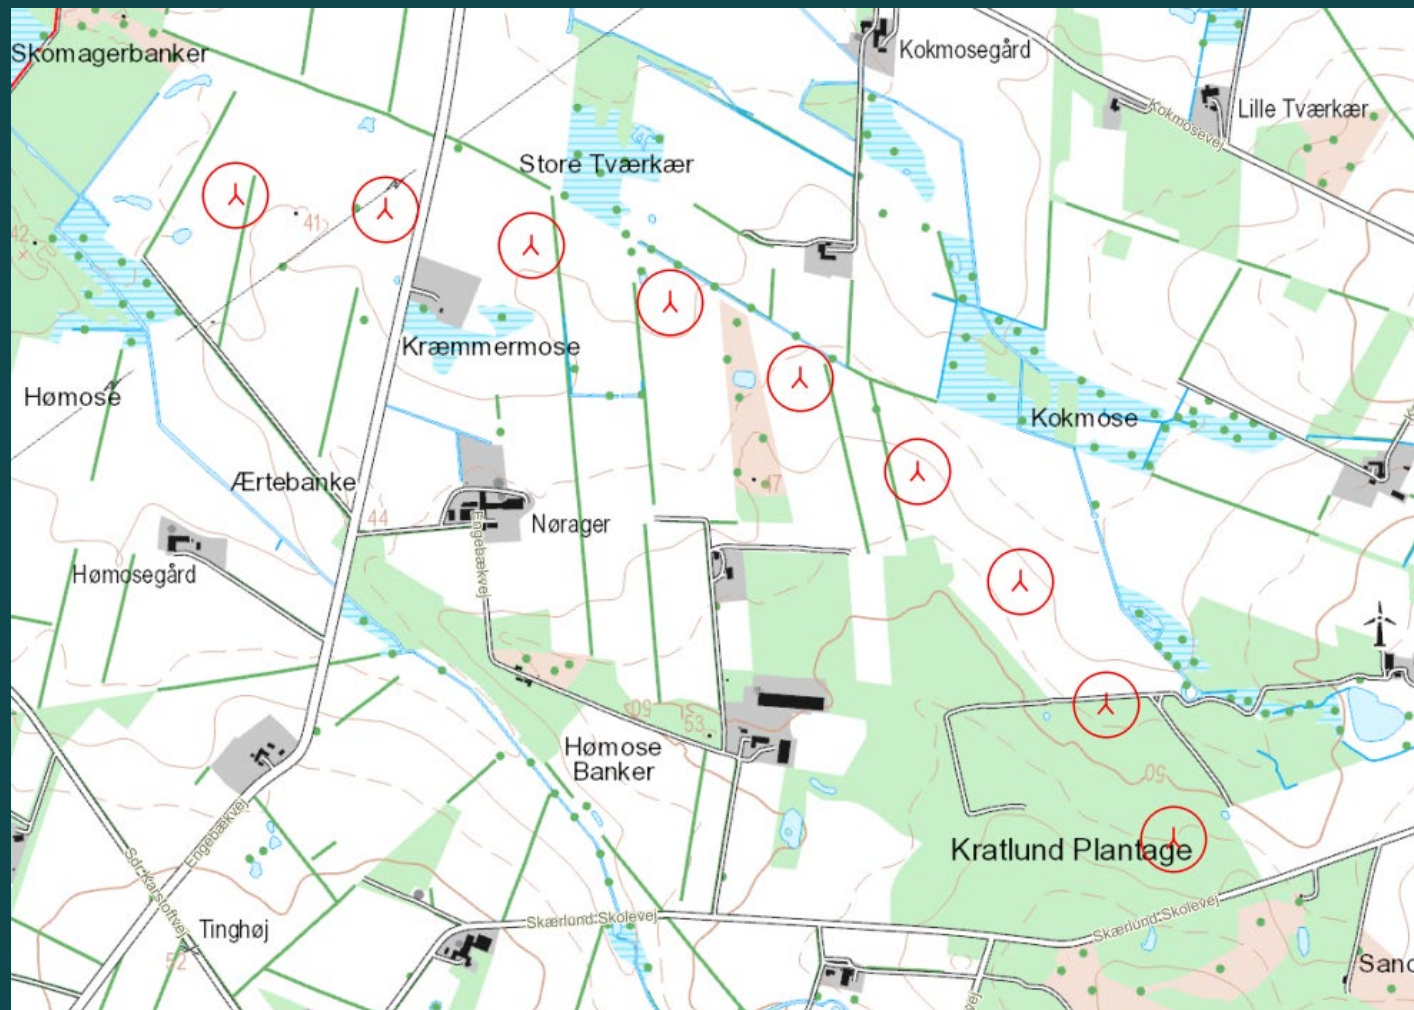 Skomagerbanker
Kokmosegård
Lille Tværkær
Kokmosevej
Store Tværkær
41
42
Kræmmermose
Hømose
Kokmose
Ærtebanke
47
44
Nørager
Engebækvej
Hømosegård
50
53
Hømose
Banker
50
Engebækvej
Sdr Karstoftvej
Kratlund Plantage
Skærlund Skolevej
Skærlund Skolevej
Tinghøj
52
Sand
vej